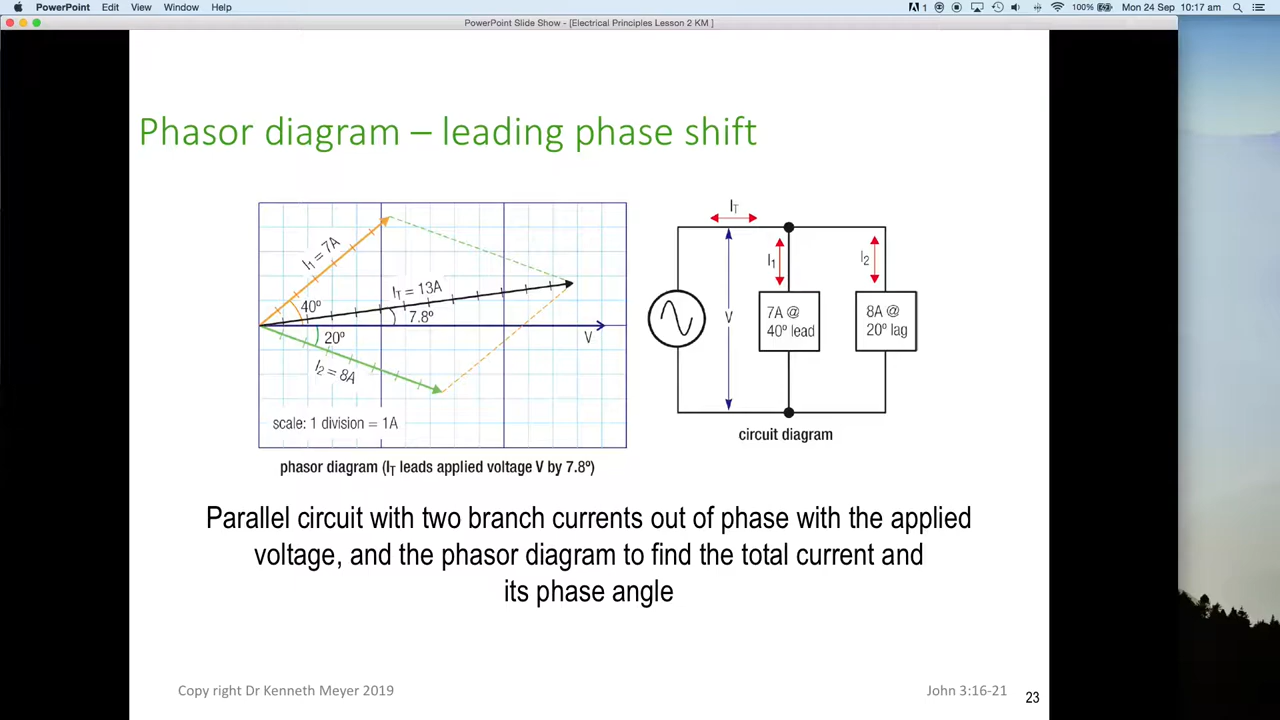 PowerPoint Edit View Window Help
1 100% Mon 24 Sep 10:17 am
PowerPoint Slide Show - [Electrical Principles Lesson 2 KM ]
Phasor diagram – leading phase shift
I1 = 7A
IT = 13A
40º
7.8º
20º
V
I2 = 8A
scale: 1 division = 1A
phasor diagram (IT leads applied voltage V by 7.8º)
IT
I1
I2
V
7A @
40º lead
8A @
20º lag
circuit diagram
Parallel circuit with two branch currents out of phase with the applied
voltage, and the phasor diagram to find the total current and
its phase angle
Copy right Dr Kenneth Meyer 2019
John 3:16-21
23